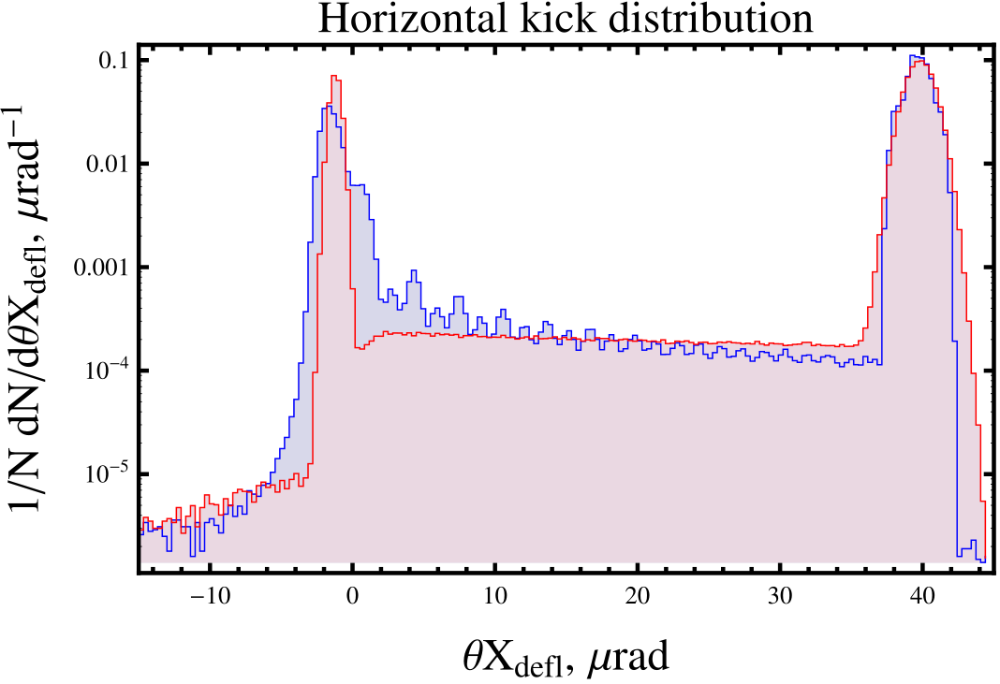 Horizontal kick distribution
1/N dN/dθX_defl, μrad⁻¹
0.1
0.01
0.001
10⁻⁴
10⁻⁵
−10 0 10 20 30 40
θX_defl, μrad